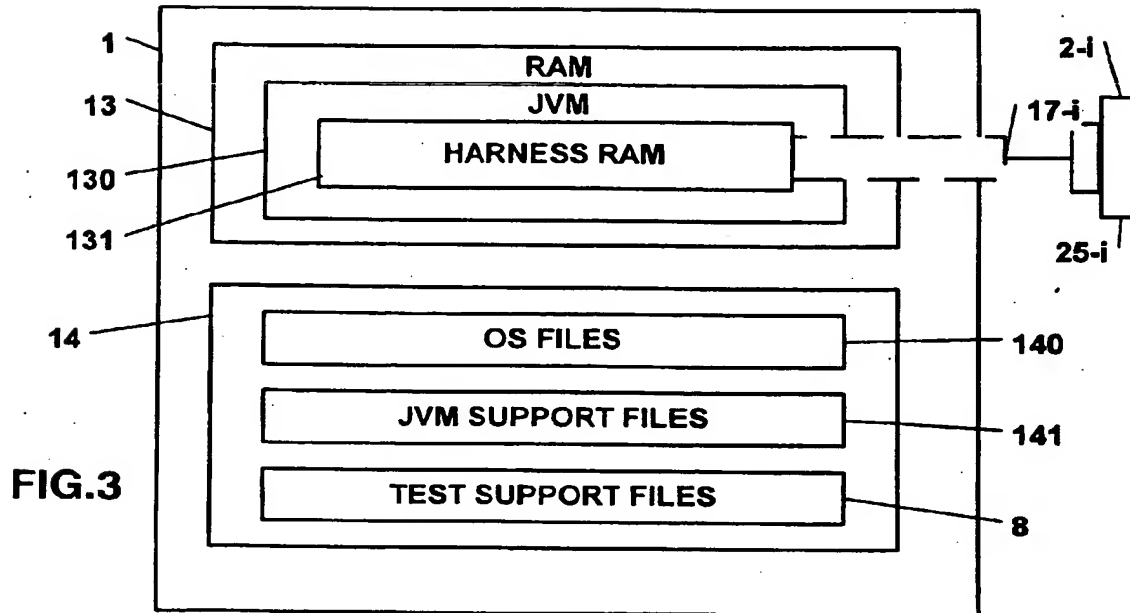 1
RAM
2-i
13
JVM
17-i
HARNESS RAM
130
131
25-i
14
OS FILES
140
JVM SUPPORT FILES
141
FIG.3
TEST SUPPORT FILES
8